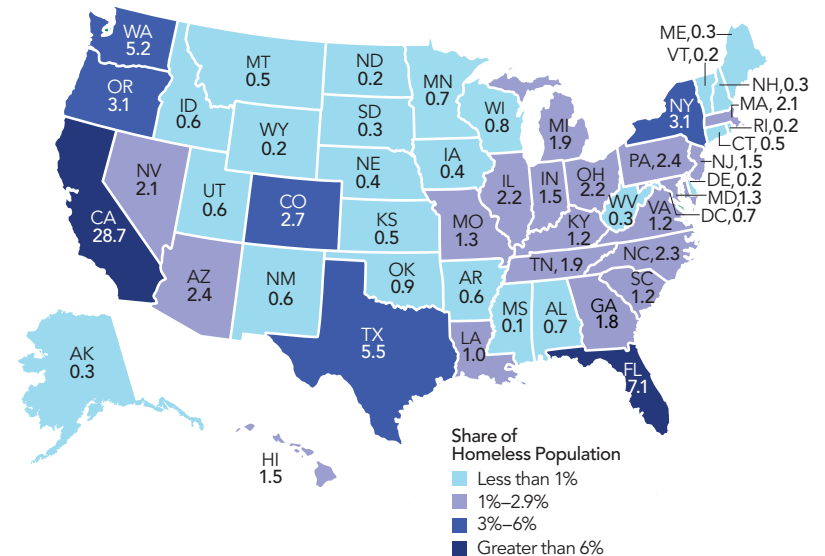 WA
5.2
OR
3.1
CA
28.7
ID
0.6
NV
2.1
MT
0.5
WY
0.2
UT
0.6
AZ
2.4
CO
2.7
NM
0.6
ND
0.2
SD
0.3
NE
0.4
KS
0.5
OK
0.9
TX
5.5
MN
0.7
IA
0.4
MO
1.3
AR
0.6
LA
1.0
WI
0.8
IL
2.2
MI
1.9
IN
1.5
OH
2.2
KY
1.2
TN, 1.9
MS
0.1
AL
0.7
GA
1.8
FL
7.1
SC
1.2
NC, 2.3
VA
1.2
WV
0.3
PA, 2.4
NY
3.1
ME, 0.3
VT, 0.2
NH, 0.3
MA, 2.1
RI, 0.2
CT, 0.5
NJ, 1.5
DE, 0.2
MD, 1.3
DC, 0.7
AK
0.3
HI
1.5
Share of
Homeless Population
Less than 1%
1%–2.9%
3%–6%
Greater than 6%